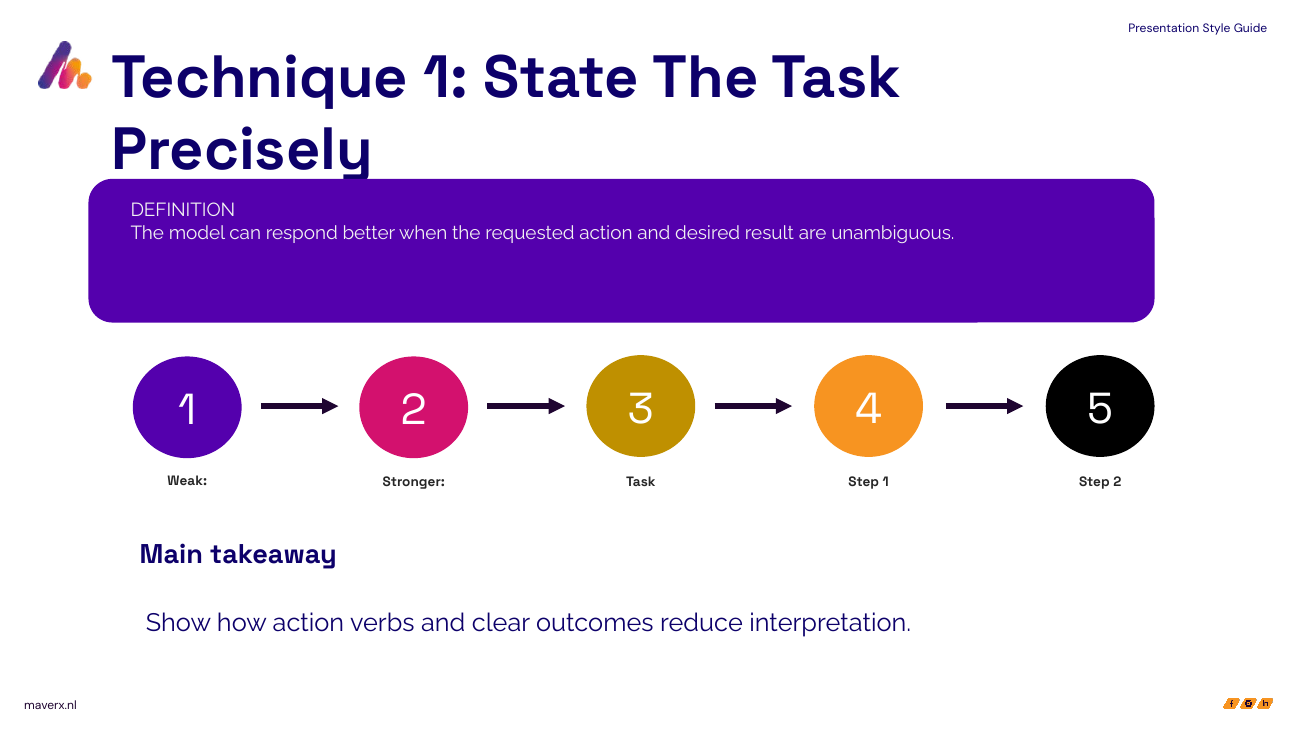 Presentation Style Guide
Technique 1: State The Task
Precisely
DEFINITION
The model can respond better when the requested action and desired result are unambiguous.
1
2
3
4
5
Weak:
Stronger:
Task
Step 1
Step 2
Main takeaway
Show how action verbs and clear outcomes reduce interpretation.
maverx.nl